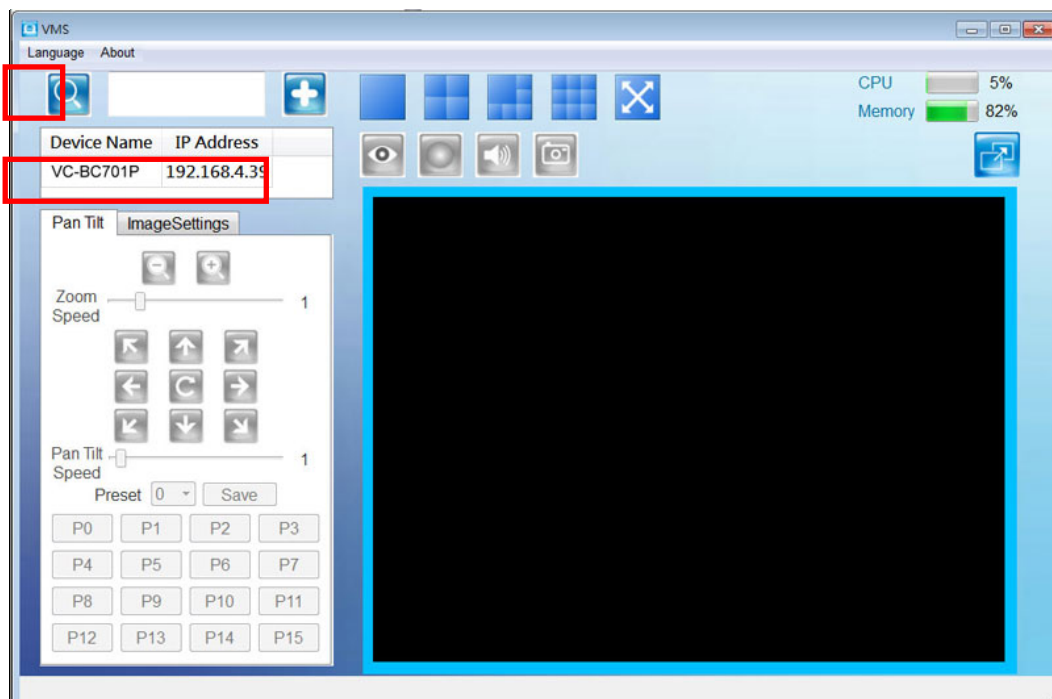 VMS
Language About
CPU 5%
Memory 82%
Device Name IP Address
VC-BC701P 192.168.4.39
Pan Tilt ImageSettings
Zoom Speed 1
Pan Tilt Speed 1
Preset 0 Save
P0 P1 P2 P3
P4 P5 P6 P7
P8 P9 P10 P11
P12 P13 P14 P15